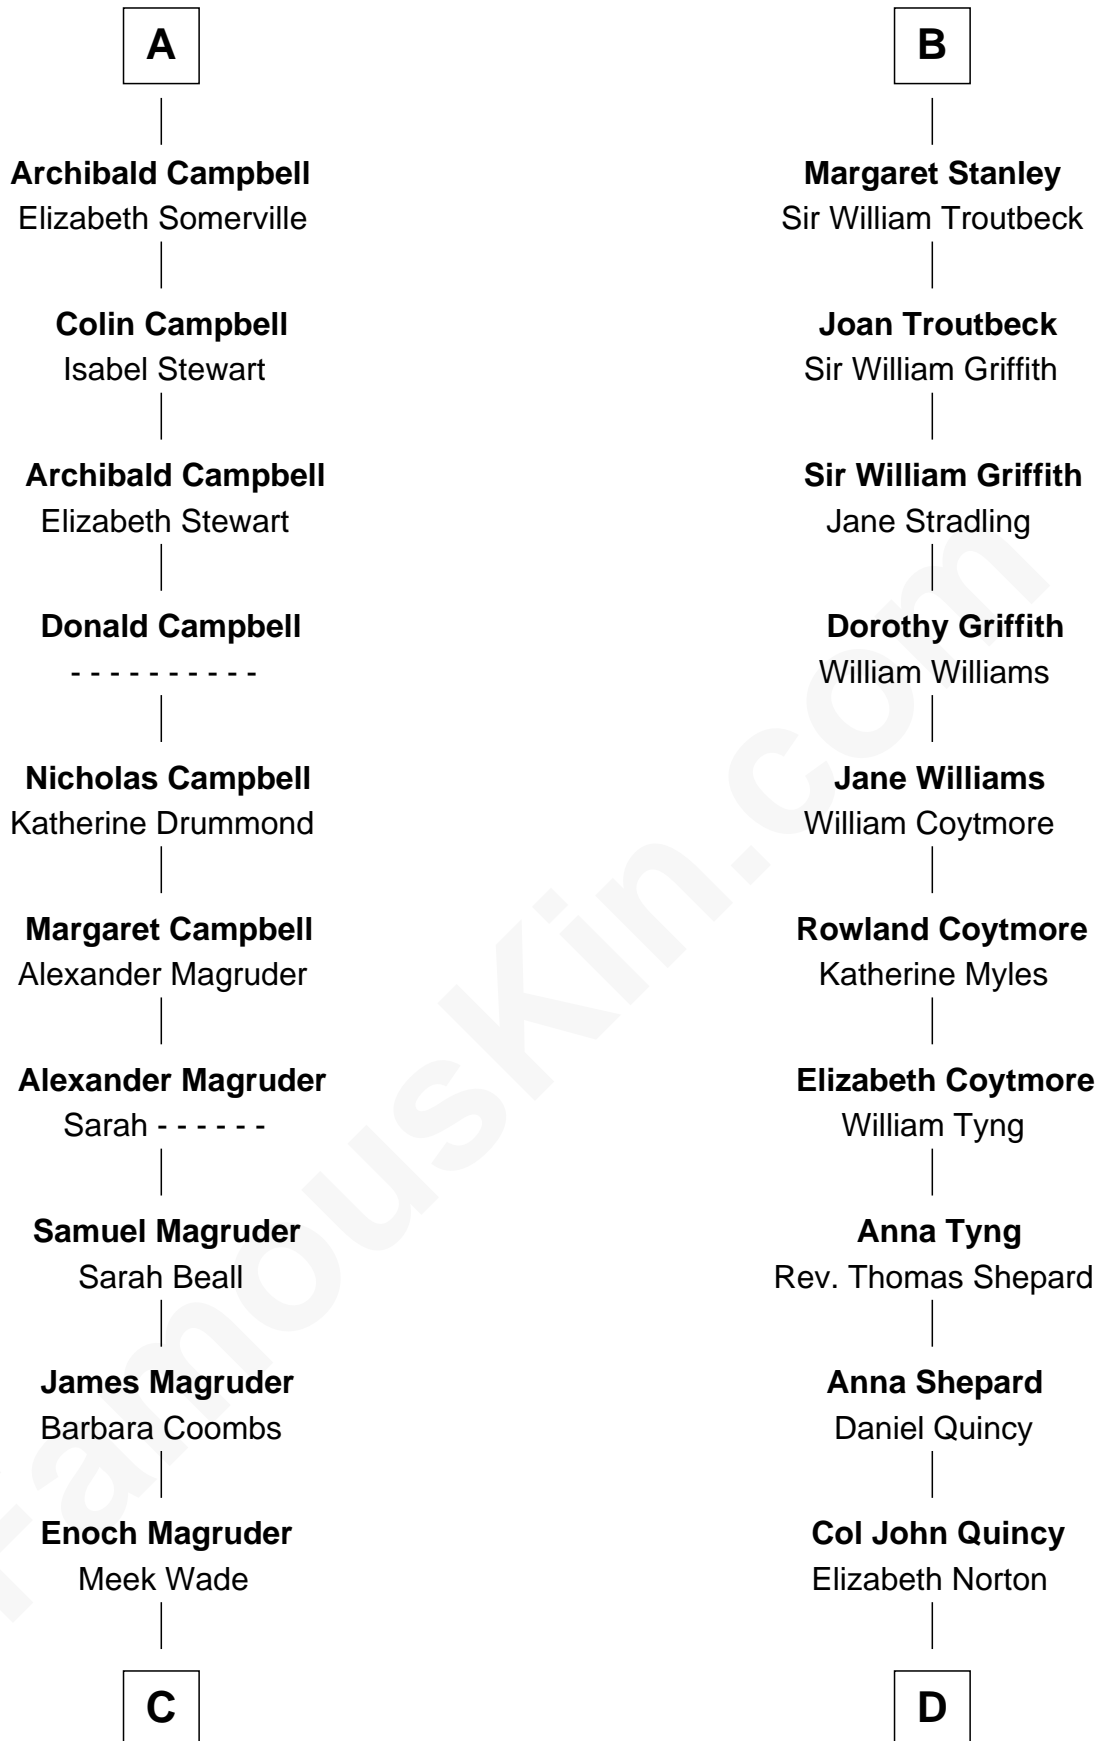 A
Archibald Campbell
Elizabeth Somerville
Colin Campbell
Isabel Stewart
Archibald Campbell
Elizabeth Stewart
Donald Campbell
- - - - - - - - - -
Nicholas Campbell
Katherine Drummond
Margaret Campbell
Alexander Magruder
Alexander Magruder
Sarah - - - - - -
Samuel Magruder
Sarah Beall
James Magruder
Barbara Coombs
Enoch Magruder
Meek Wade
C
B
Margaret Stanley
Sir William Troutbeck
Joan Troutbeck
Sir William Griffith
Sir William Griffith
Jane Stradling
Dorothy Griffith
William Williams
Jane Williams
William Coytmore
Rowland Coytmore
Katherine Myles
Elizabeth Coytmore
William Tyng
Anna Tyng
Rev. Thomas Shepard
Anna Shepard
Daniel Quincy
Col John Quincy
Elizabeth Norton
D
FamousKin.com